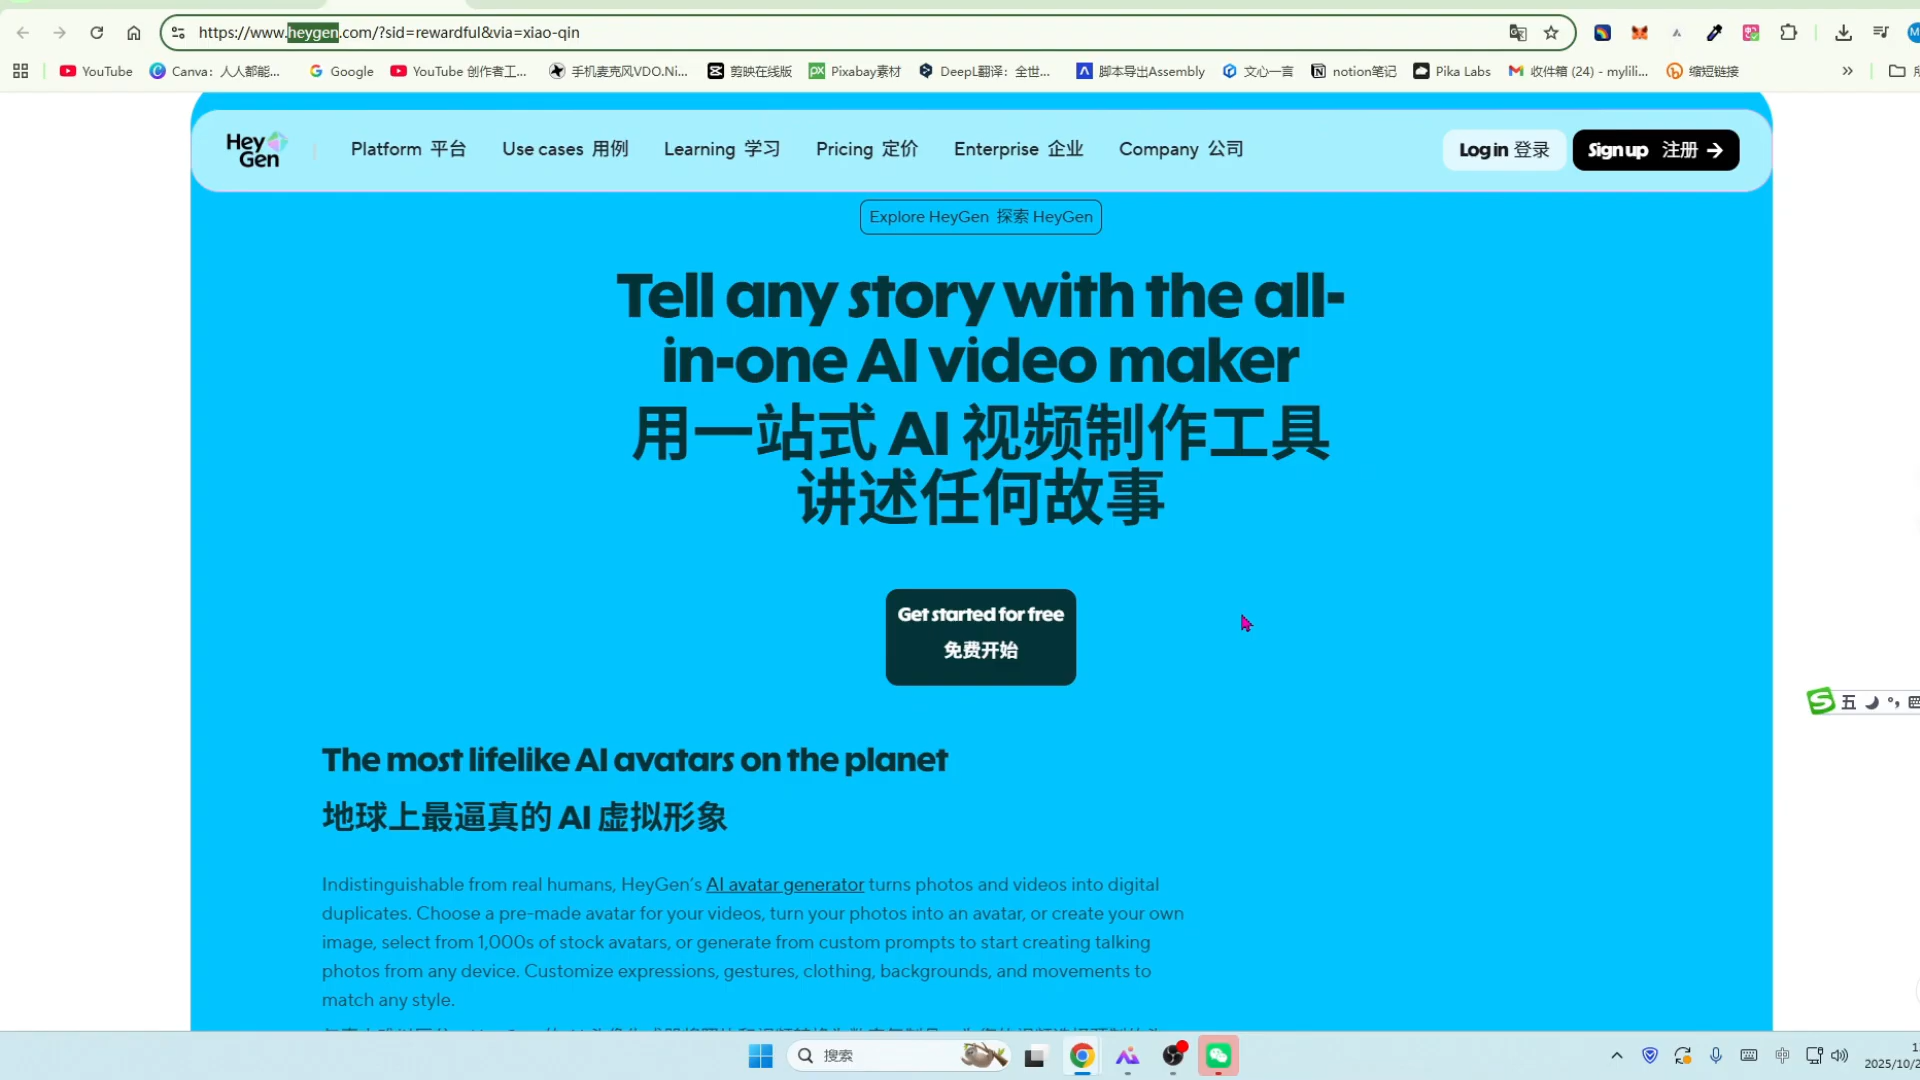 https://www.heygen.com/?sid=rewardful&via=xiao-qin
YouTube
Canva：人人都能...
Google
YouTube 创作者工...
手机麦克风VDO.Ni...
剪映在线版
Pixabay素材
DeepL翻译：全世...
脚本导出Assembly
文心一言
notion笔记
Pika Labs
收件箱 (24) - mylili...
缩短链接
Hey
Gen
Platform 平台
Use cases 用例
Learning 学习
Pricing 定价
Enterprise 企业
Company 公司
Log in 登录
Sign up 注册
Explore HeyGen 探索 HeyGen
Tell any story with the all-
in-one AI video maker
用一站式 AI 视频制作工具
讲述任何故事
Get started for free
免费开始
The most lifelike AI avatars on the planet
地球上最逼真的 AI 虚拟形象
Indistinguishable from real humans, HeyGen’s AI avatar generator turns photos and videos into digital
duplicates. Choose a pre-made avatar for your videos, turn your photos into an avatar, or create your own
image, select from 1,000s of stock avatars, or generate from custom prompts to start creating talking
photos from any device. Customize expressions, gestures, clothing, backgrounds, and movements to
match any style.
五
搜索
中
2025/10/2